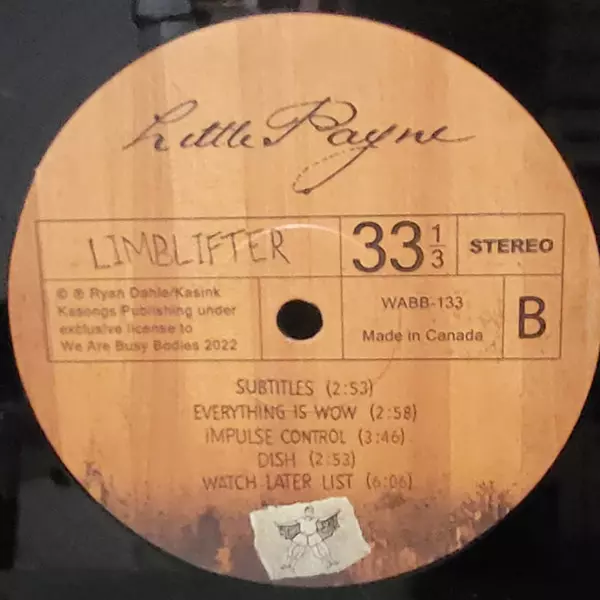 Little Payne
LIMBLIFTER
33 1/3
STEREO
© ℗ Ryan Dahle/Kasink
Kasongs Publishing under
exclusive license to
We Are Busy Bodies 2022
WABB-133
Made in Canada
B
SUBTITLES (2:53)
EVERYTHING IS WOW (2:58)
IMPULSE CONTROL (3:46)
DISH (2:53)
WATCH LATER LIST (6:06)